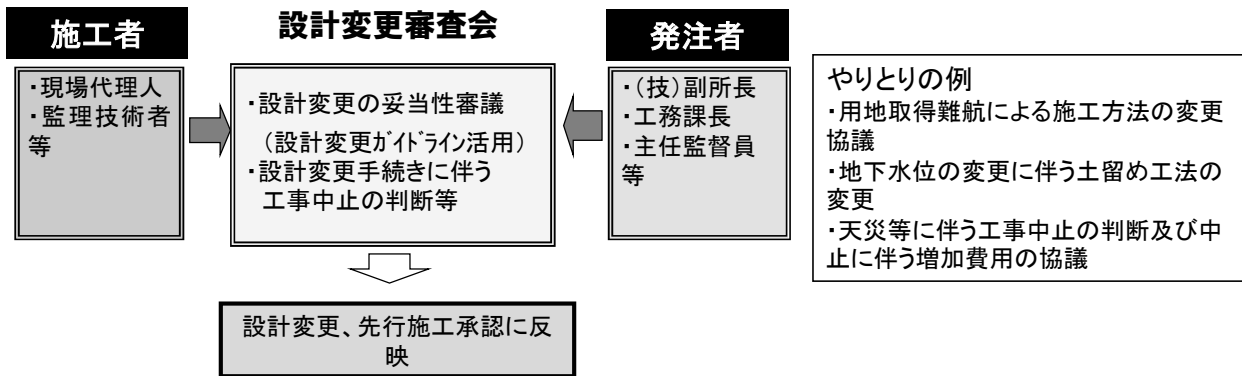 設計変更審査会
施工者
・現場代理人
・監理技術者
等
・設計変更の妥当性審議
（設計変更ｶﾞｲﾄﾞﾗｲﾝ活用）
・設計変更手続きに伴う
工事中止の判断等
発注者
・(技)副所長
・工務課長
・主任監督員
等
設計変更、先行施工承認に反
映
やりとりの例
・用地取得難航による施工方法の変更
協議
・地下水位の変更に伴う土留め工法の
変更
・天災等に伴う工事中止の判断及び中
止に伴う増加費用の協議